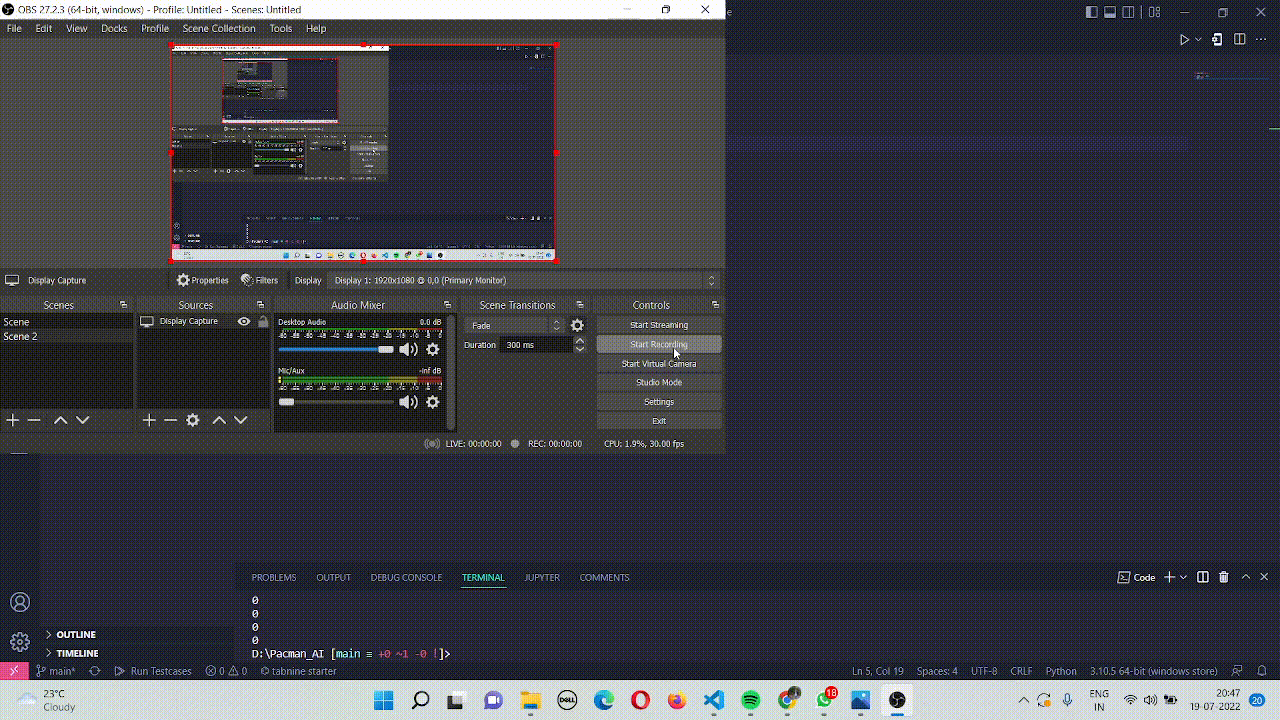 OBS 27.2.3 (64-bit, windows) - Profile: Untitled - Scenes: Untitled
File Edit View Docks Profile Scene Collection Tools Help
Display Capture Properties Filters Display Display 1: 1920x1080 @ 0,0 (Primary Monitor)
Scenes Sources Audio Mixer Scene Transitions Controls
Scene
Scene 2
Display Capture
Desktop Audio 0.0 dB
-60 -55 -50 -45 -40 -35 -30 -25 -20 -15 -10 -5 0
Mic/Aux -inf dB
-60 -55 -50 -45 -40 -35 -30 -25 -20 -15 -10 -5 0
Fade
Duration 300 ms
Start Streaming
Start Recording
Start Virtual Camera
Studio Mode
Settings
Exit
LIVE: 00:00:00 REC: 00:00:00 CPU: 1.9%, 30.00 fps
PROBLEMS OUTPUT DEBUG CONSOLE TERMINAL JUPYTER COMMENTS
Code
0
0
0
0
D:\Pacman_AI [main ≡ +0 ~1 -0 !]>
OUTLINE
TIMELINE
main* Run Testcases 0 0 tabnine starter Ln 5, Col 19 Spaces: 4 UTF-8 CRLF Python 3.10.5 64-bit (windows store)
23°C
Cloudy
DELL
18
ENG
IN
20:47
19-07-2022
20